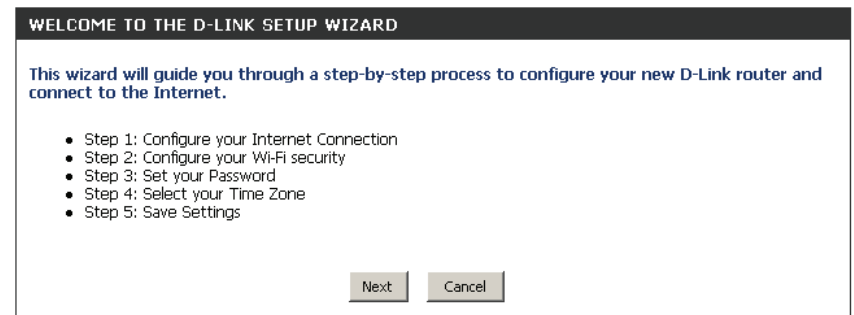 WELCOME TO THE D-LINK SETUP WIZARD
This wizard will guide you through a step-by-step process to configure your new D-Link router and
connect to the Internet.
• Step 1: Configure your Internet Connection
• Step 2: Configure your Wi-Fi security
• Step 3: Set your Password
• Step 4: Select your Time Zone
• Step 5: Save Settings
Next Cancel